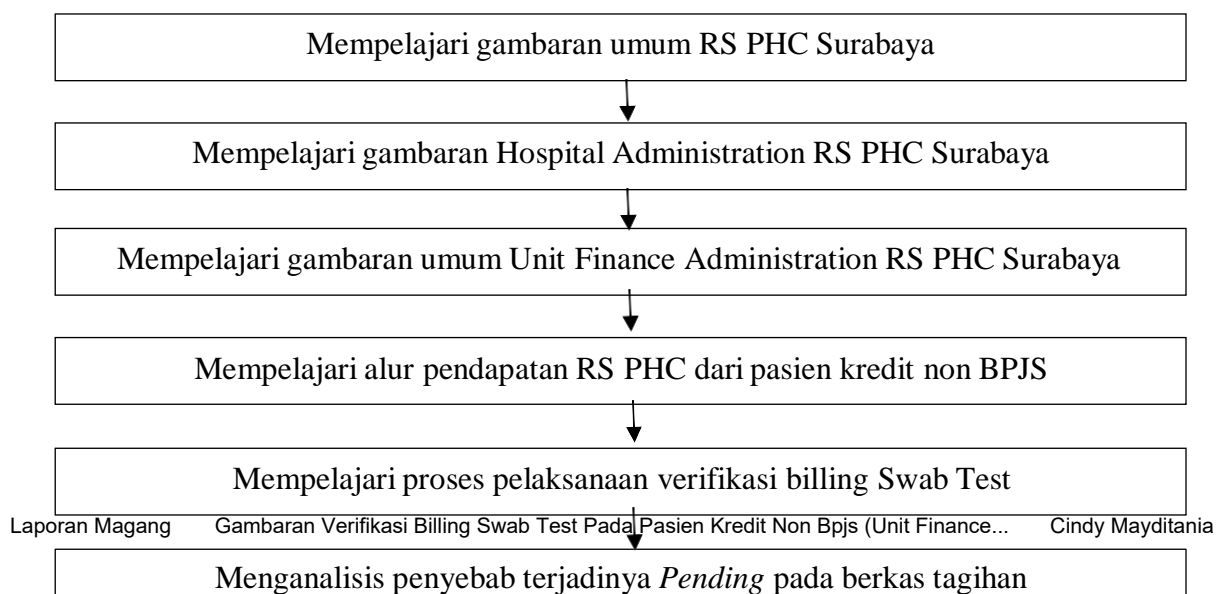 Mempelajari gambaran umum RS PHC Surabaya
Mempelajari gambaran Hospital Administration RS PHC Surabaya
Mempelajari gambaran umum Unit Finance Administration RS PHC Surabaya
Mempelajari alur pendapatan RS PHC dari pasien kredit non BPJS
Mempelajari proses pelaksanaan verifikasi billing Swab Test
Laporan Magang Gambaran Verifikasi Billing Swab Test Pada Pasien Kredit Non Bpjs (Unit Finance... Cindy Mayditania
Menganalisis penyebab terjadinya Pending pada berkas tagihan